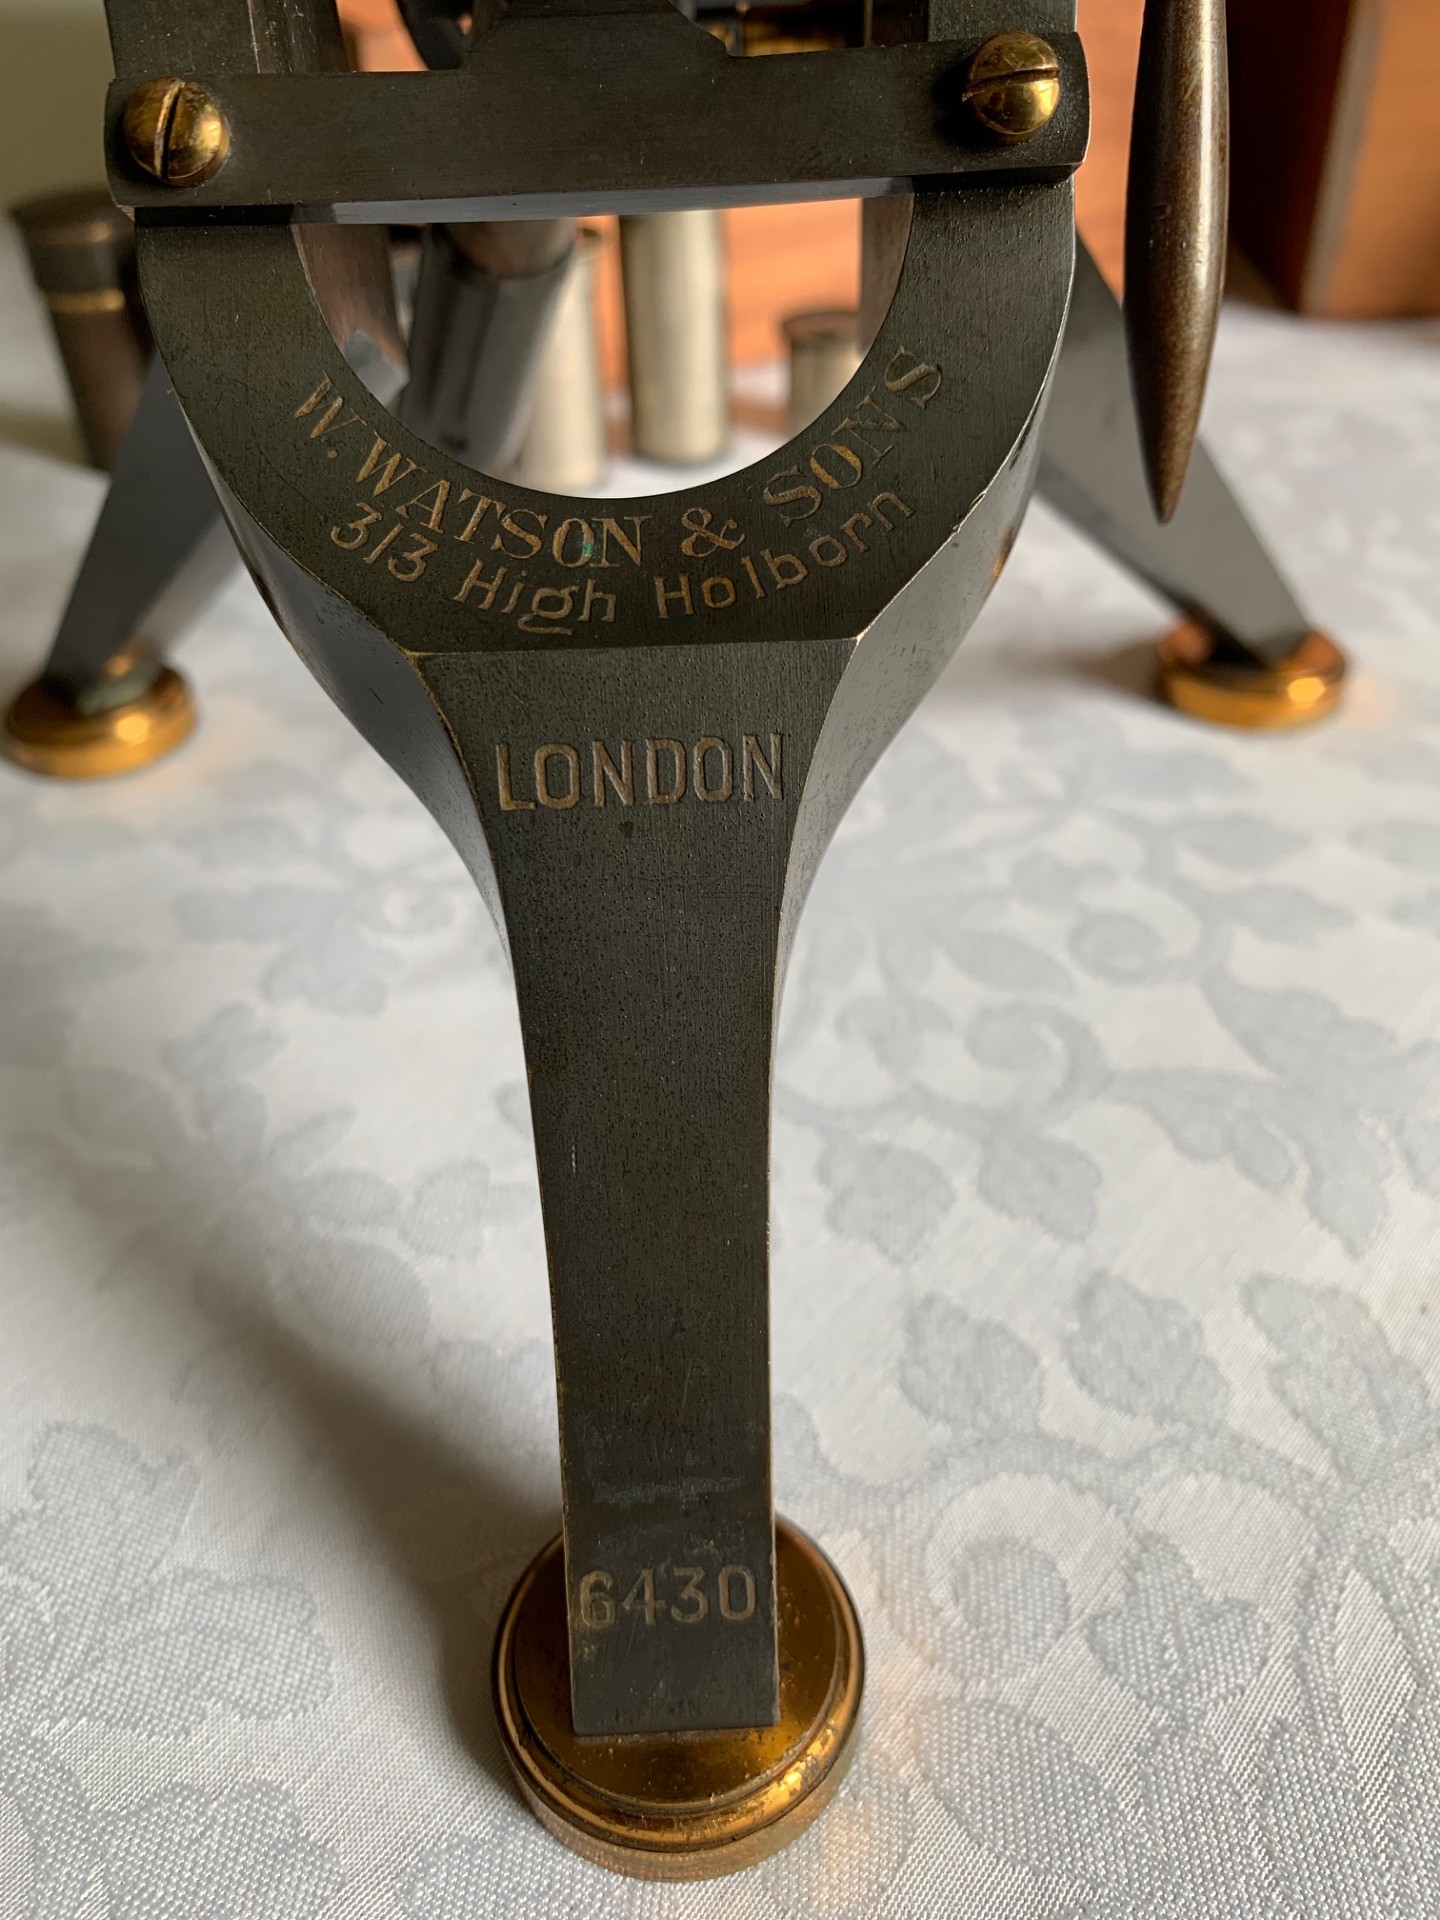 W. WATSON & SONS
313 High Holborn
LONDON
6430